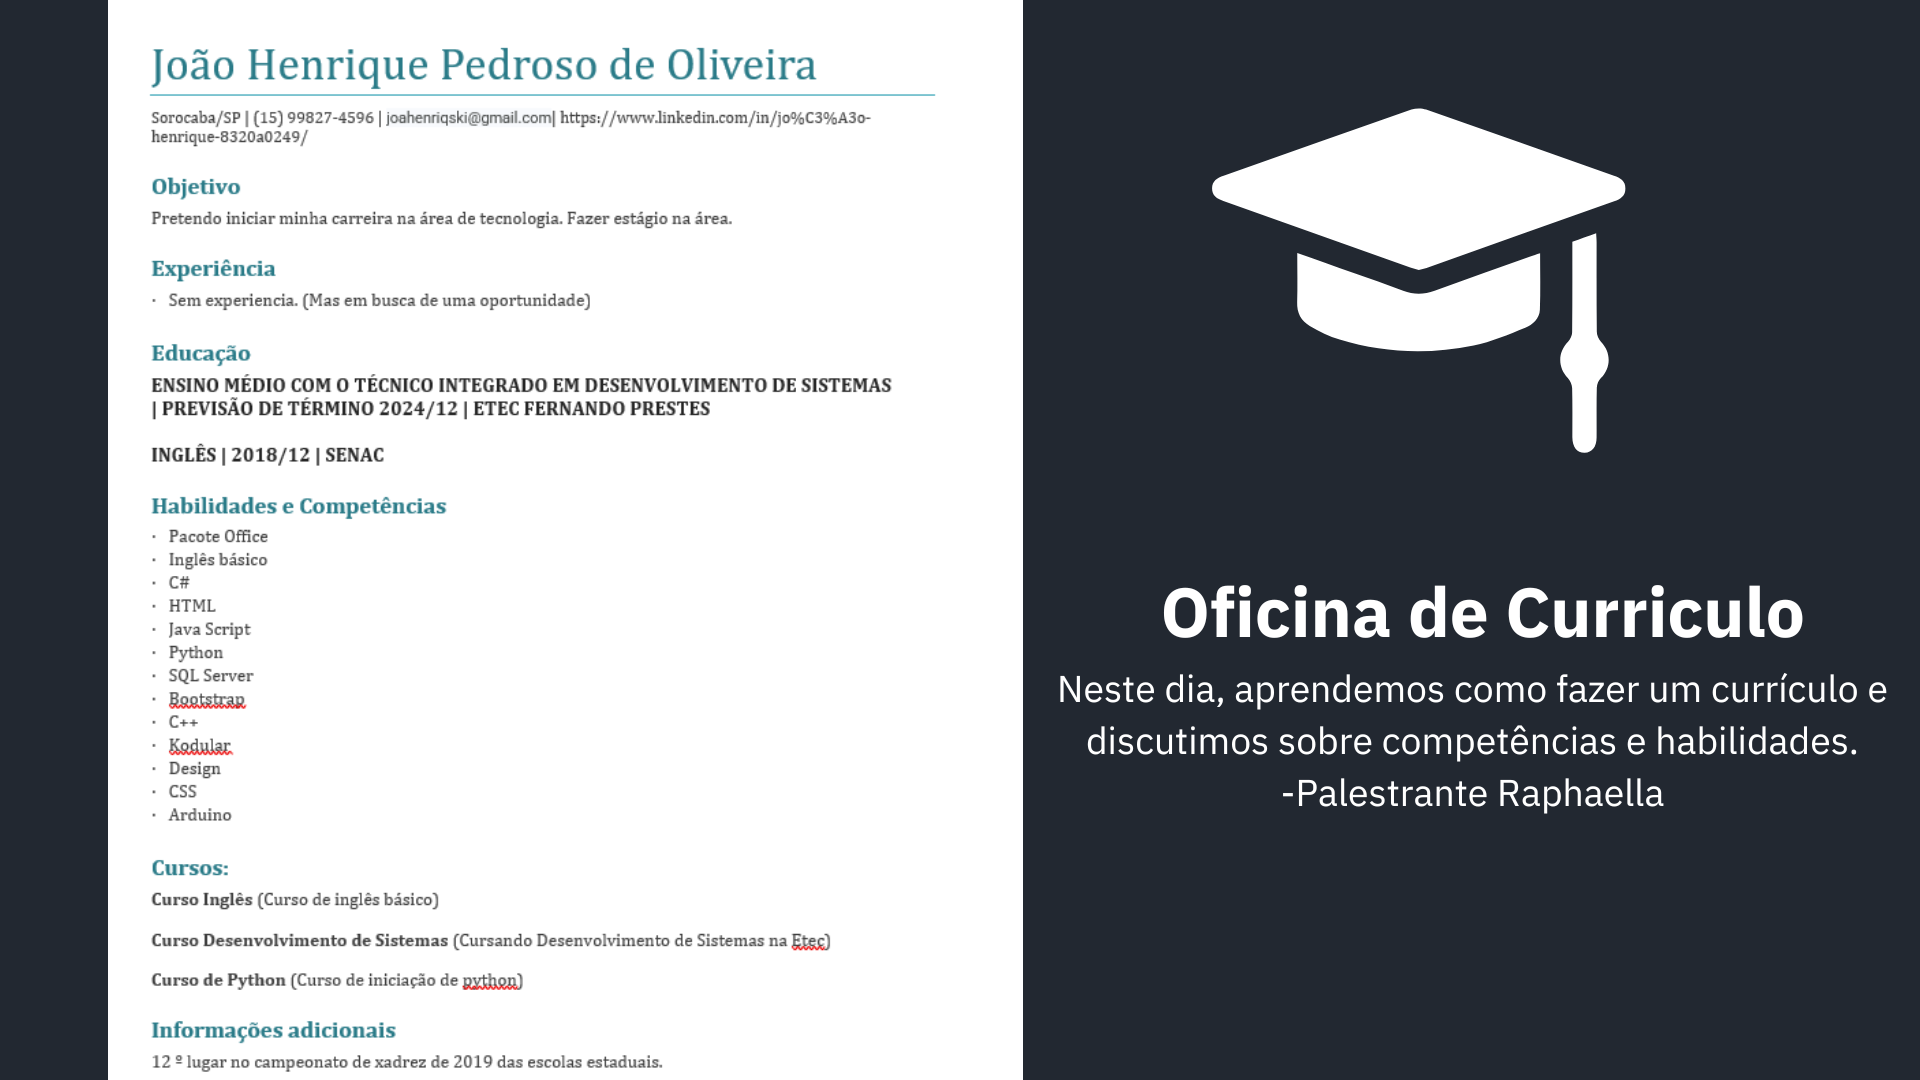 João Henrique Pedroso de Oliveira
Sorocaba/SP | (15) 99827-4596 | joahenriqski@gmail.com| https://www.linkedin.com/in/jo%C3%A3o-
henrique-8320a0249/
Objetivo
Pretendo iniciar minha carreira na área de tecnologia. Fazer estágio na área.
Experiência
· Sem experiencia. (Mas em busca de uma oportunidade)
Educação
ENSINO MÉDIO COM O TÉCNICO INTEGRADO EM DESENVOLVIMENTO DE SISTEMAS
| PREVISÃO DE TÉRMINO 2024/12 | ETEC FERNANDO PRESTES
INGLÊS | 2018/12 | SENAC
Habilidades e Competências
· Pacote Office
· Inglês básico
· C#
· HTML
· Java Script
· Python
· SQL Server
· Bootstrap
· C++
· Kodular
· Design
· CSS
· Arduino
Cursos:
Curso Inglês (Curso de inglês básico)
Curso Desenvolvimento de Sistemas (Cursando Desenvolvimento de Sistemas na Etec)
Curso de Python (Curso de iniciação de python)
Informações adicionais
12 º lugar no campeonato de xadrez de 2019 das escolas estaduais.
Oficina de Curriculo
Neste dia, aprendemos como fazer um currículo e
discutimos sobre competências e habilidades.
-Palestrante Raphaella